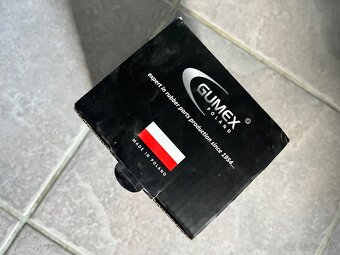 GUMEX
POLAND
©
expert in rubber parts production since 1954...
MADE IN POLAND